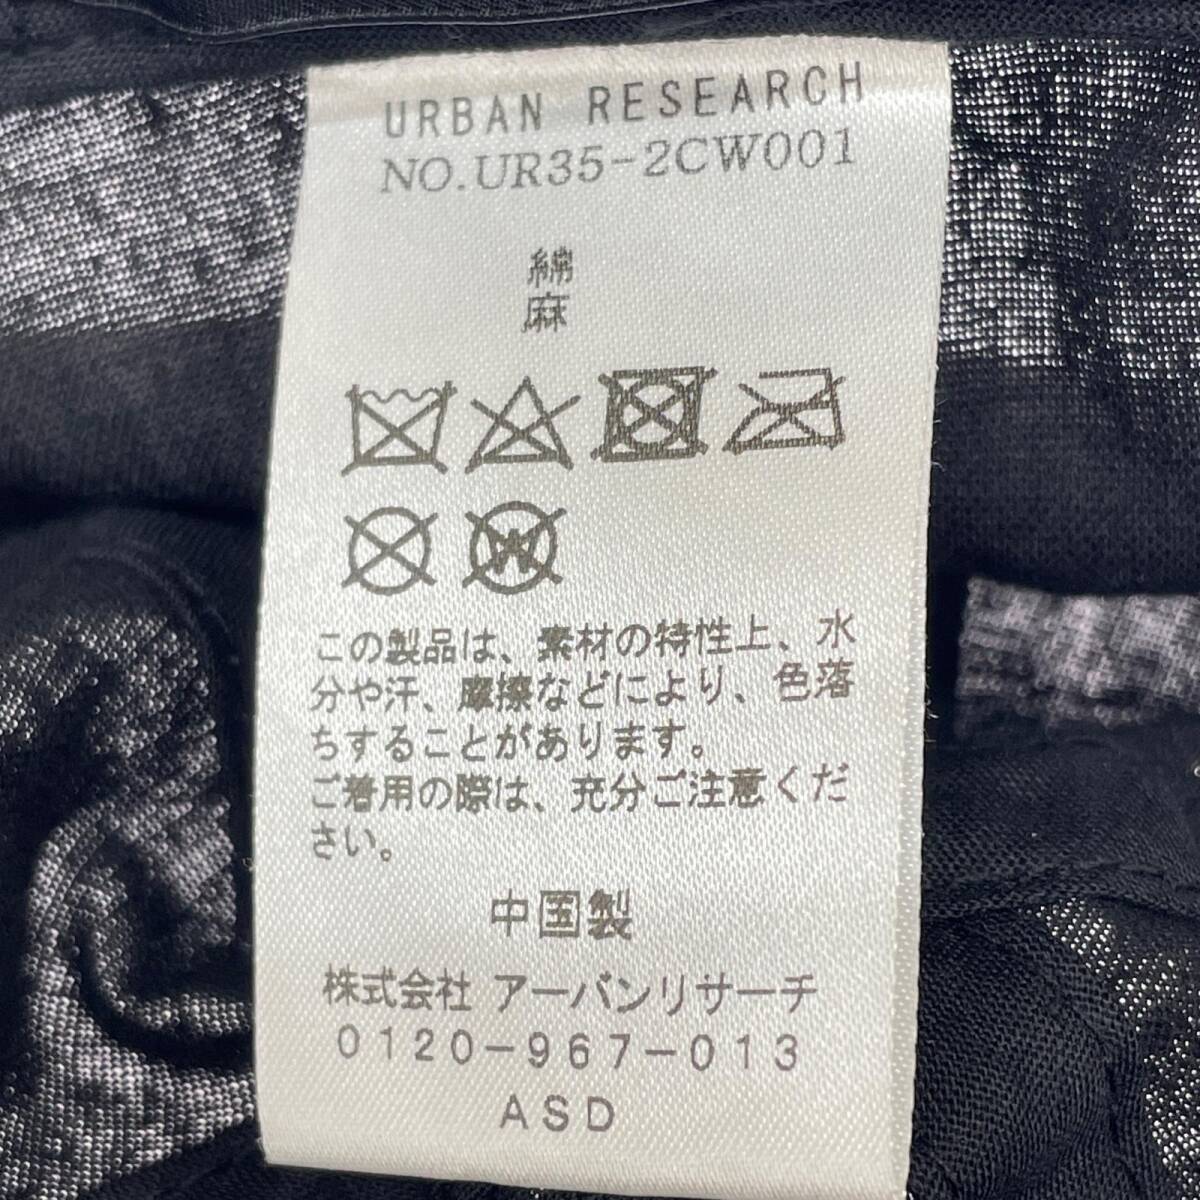 URBAN RESEARCH
NO.UR35-2CW001
綿
麻
W
この製品は、素材の特性上、水
分や汗、摩擦などにより、色落
ちすることがあります。
ご着用の際は、充分ご注意くだ
さい。
中国製
株式会社 アーバンリサーチ
0120-967-013
ASD